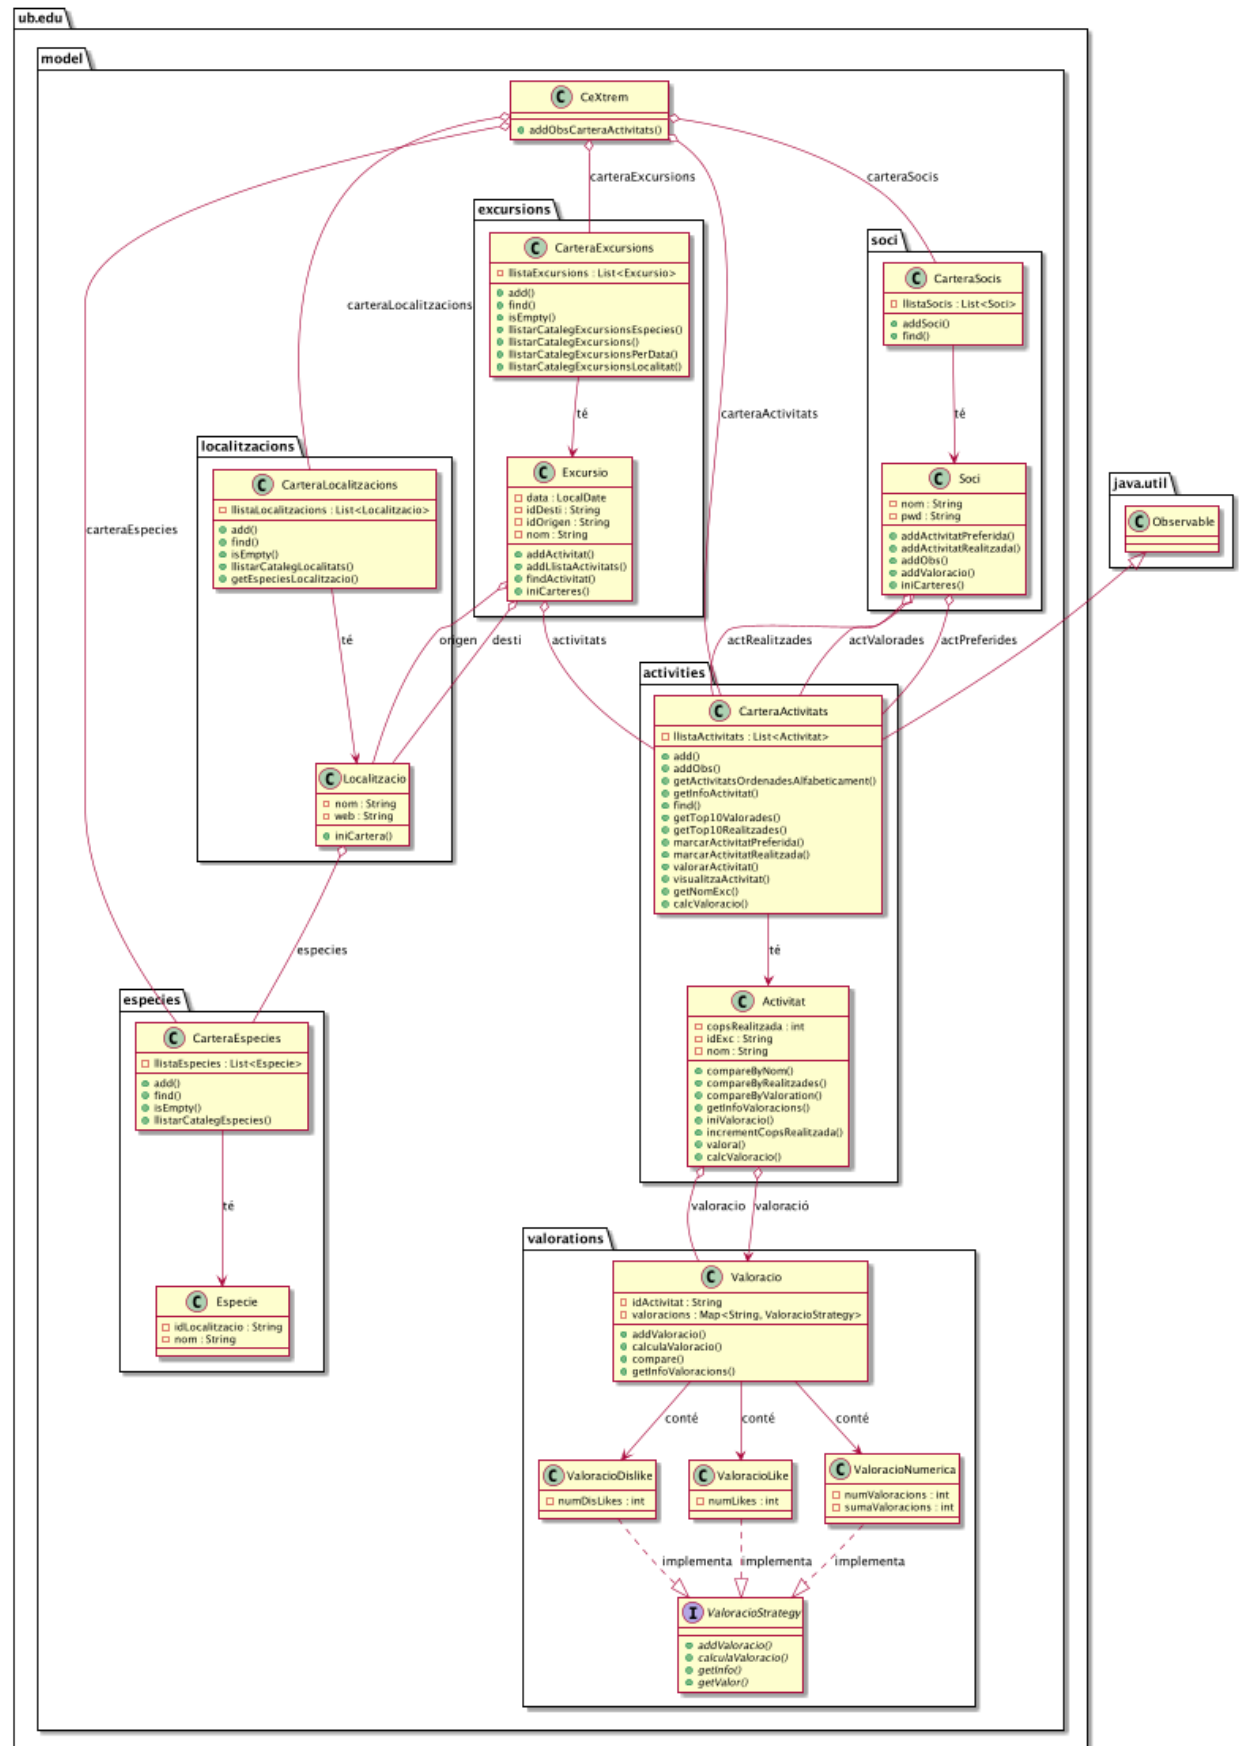 ub.edu
model
CeXtrem
addObsCarteraActivitats()
carteraExcursions
carteraSocis
excursions
CarteraExcursions
llistaExcursions : List<Excursio>
add()
find()
isEmpty()
llistarCatalegExcursionsEspecies()
llistarCatalegExcursions()
llistarCatalegExcursionsPerData()
llistarCatalegExcursionsLocalitat()
soci
CarteraSocis
llistaSocis : List<Soci>
addSoci()
find()
carteraLocalitzacions
té
carteraActivitats
té
localitzacions
CarteraLocalitzacions
llistaLocalitzacions : List<Localitzacio>
add()
find()
isEmpty()
llistarCatalegLocalitats()
getEspeciesLocalitzacio()
Excursio
data : LocalDate
idDesti : String
idOrigen : String
nom : String
addActivitat()
addLlistaActivitats()
findActivitat()
iniCarteres()
Soci
nom : String
pwd : String
addActivitatPreferida()
addActivitatRealitzada()
addObs()
addValoracio()
iniCarteres()
java.util
Observable
carteraEspecies
té
origen
desti
activitats
actRealitzades
actValorades
actPreferides
activities
CarteraActivitats
llistaActivitats : List<Activitat>
add()
addObs()
getActivitatsOrdenadesAlfabeticament()
getInfoActivitat()
find()
getTop10Valorades()
getTop10Realitzades()
marcarActivitatPreferida()
marcarActivitatRealitzada()
valorarActivitat()
visualitzaActivitat()
getNomExc()
calcValoracio()
Localitzacio
nom : String
web : String
iniCartera()
especies
té
especies
CarteraEspecies
llistaEspecies : List<Especie>
add()
find()
isEmpty()
llistarCatalegEspecies()
Activitat
copsRealitzada : int
idExc : String
nom : String
compareByNom()
compareByRealitzades()
compareByValoration()
getInfoValoracions()
iniValoracio()
incrementCopsRealitzada()
valora()
calcValoracio()
té
valoracio
valoració
valorations
Valoracio
idActivitat : String
valoracions : Map<String, ValoracioStrategy>
addValoracio()
calculaValoracio()
compare()
getInfoValoracions()
Especie
idLocalitzacio : String
nom : String
conté
conté
conté
ValoracioDislike
numDisLikes : int
ValoracioLike
numLikes : int
ValoracioNumerica
numValoracions : int
sumaValoracions : int
implementa
implementa
implementa
ValoracioStrategy
addValoracio()
calculaValoracio()
getInfo()
getValor()